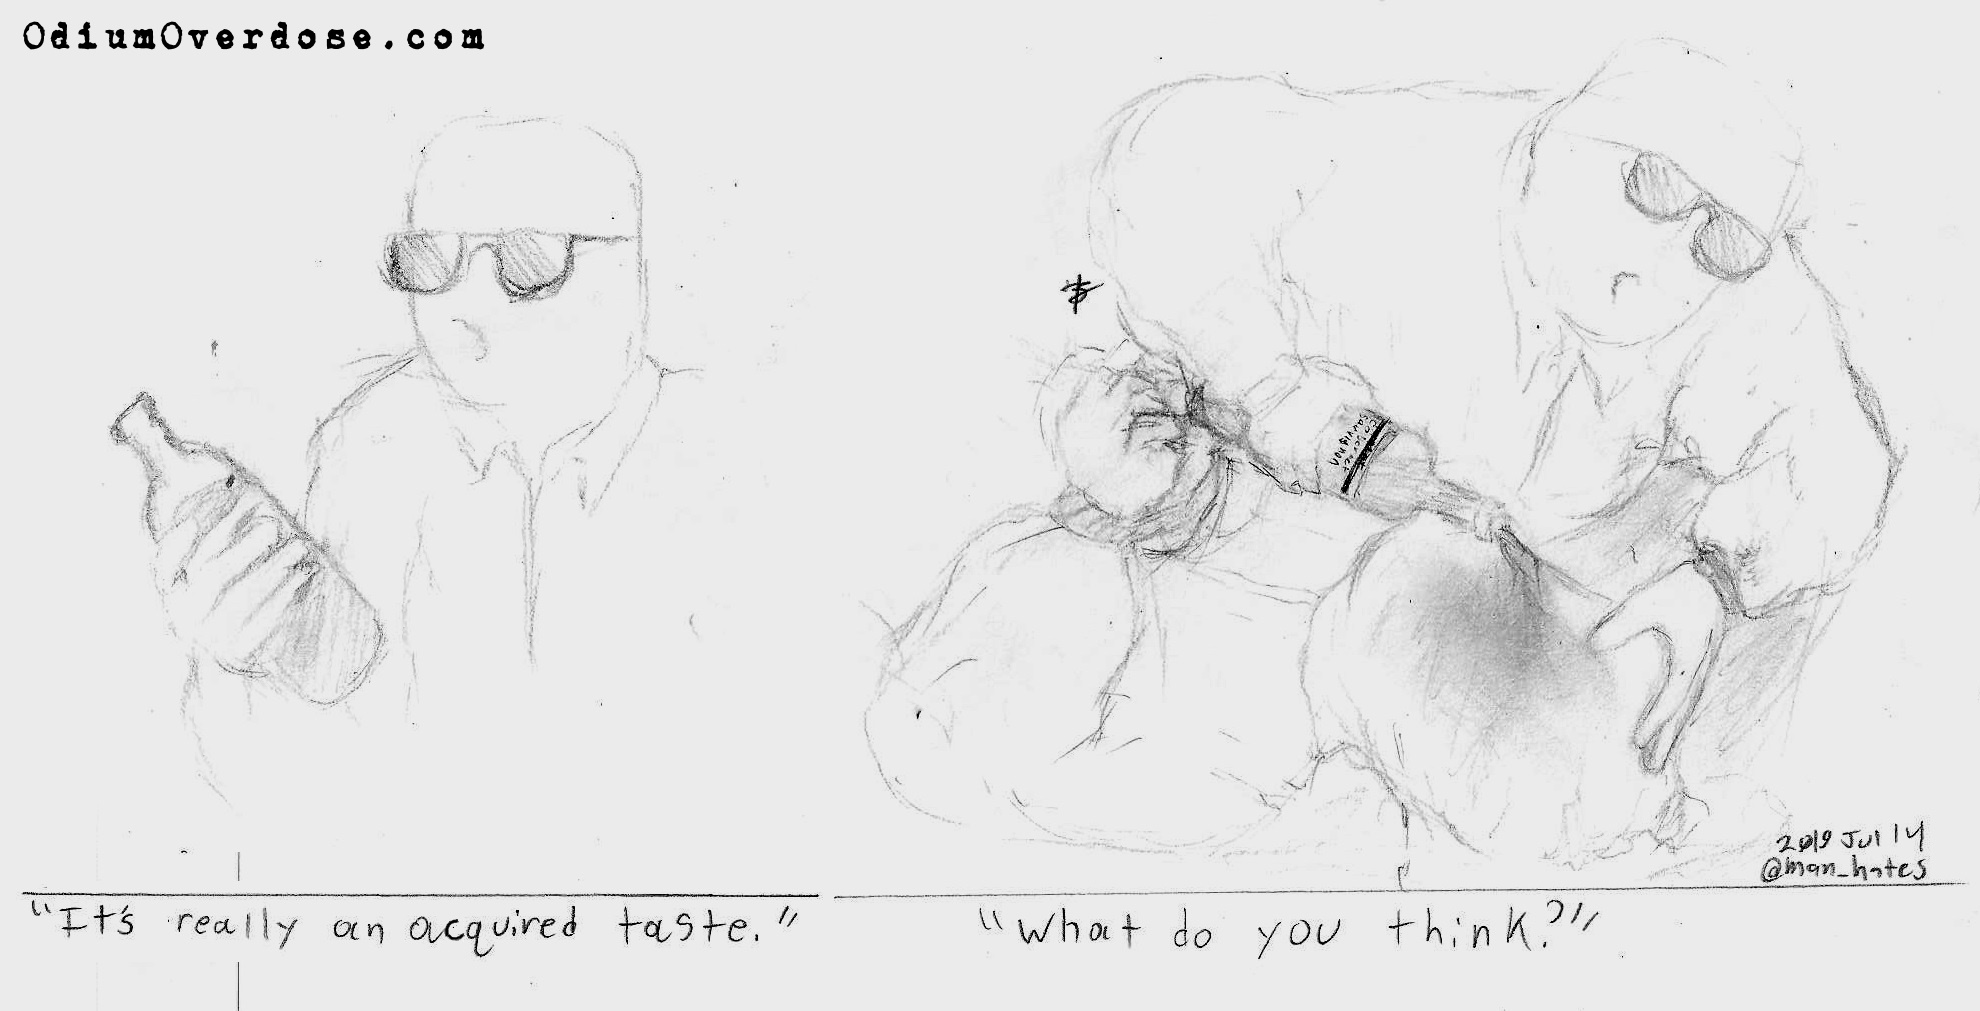 OdiumOverdose.com
"It's really an acquired taste."
"What do you think?"
2019 Jul 14
@man_hates